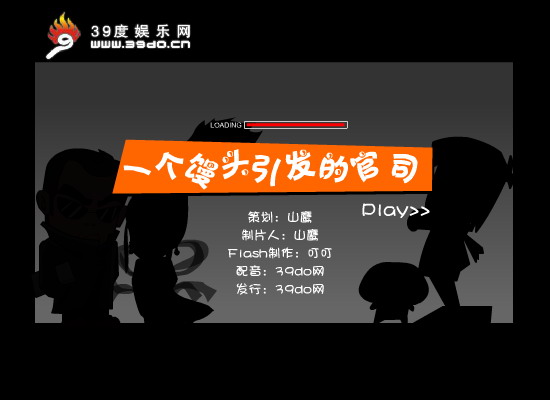 39度娱乐网
www.39do.cn
LOADING
一个馒头引发的官司
Play>>
策划：山鹰
制片人：山鹰
Flash制作：叮叮
配音：39do网
发行：39do网